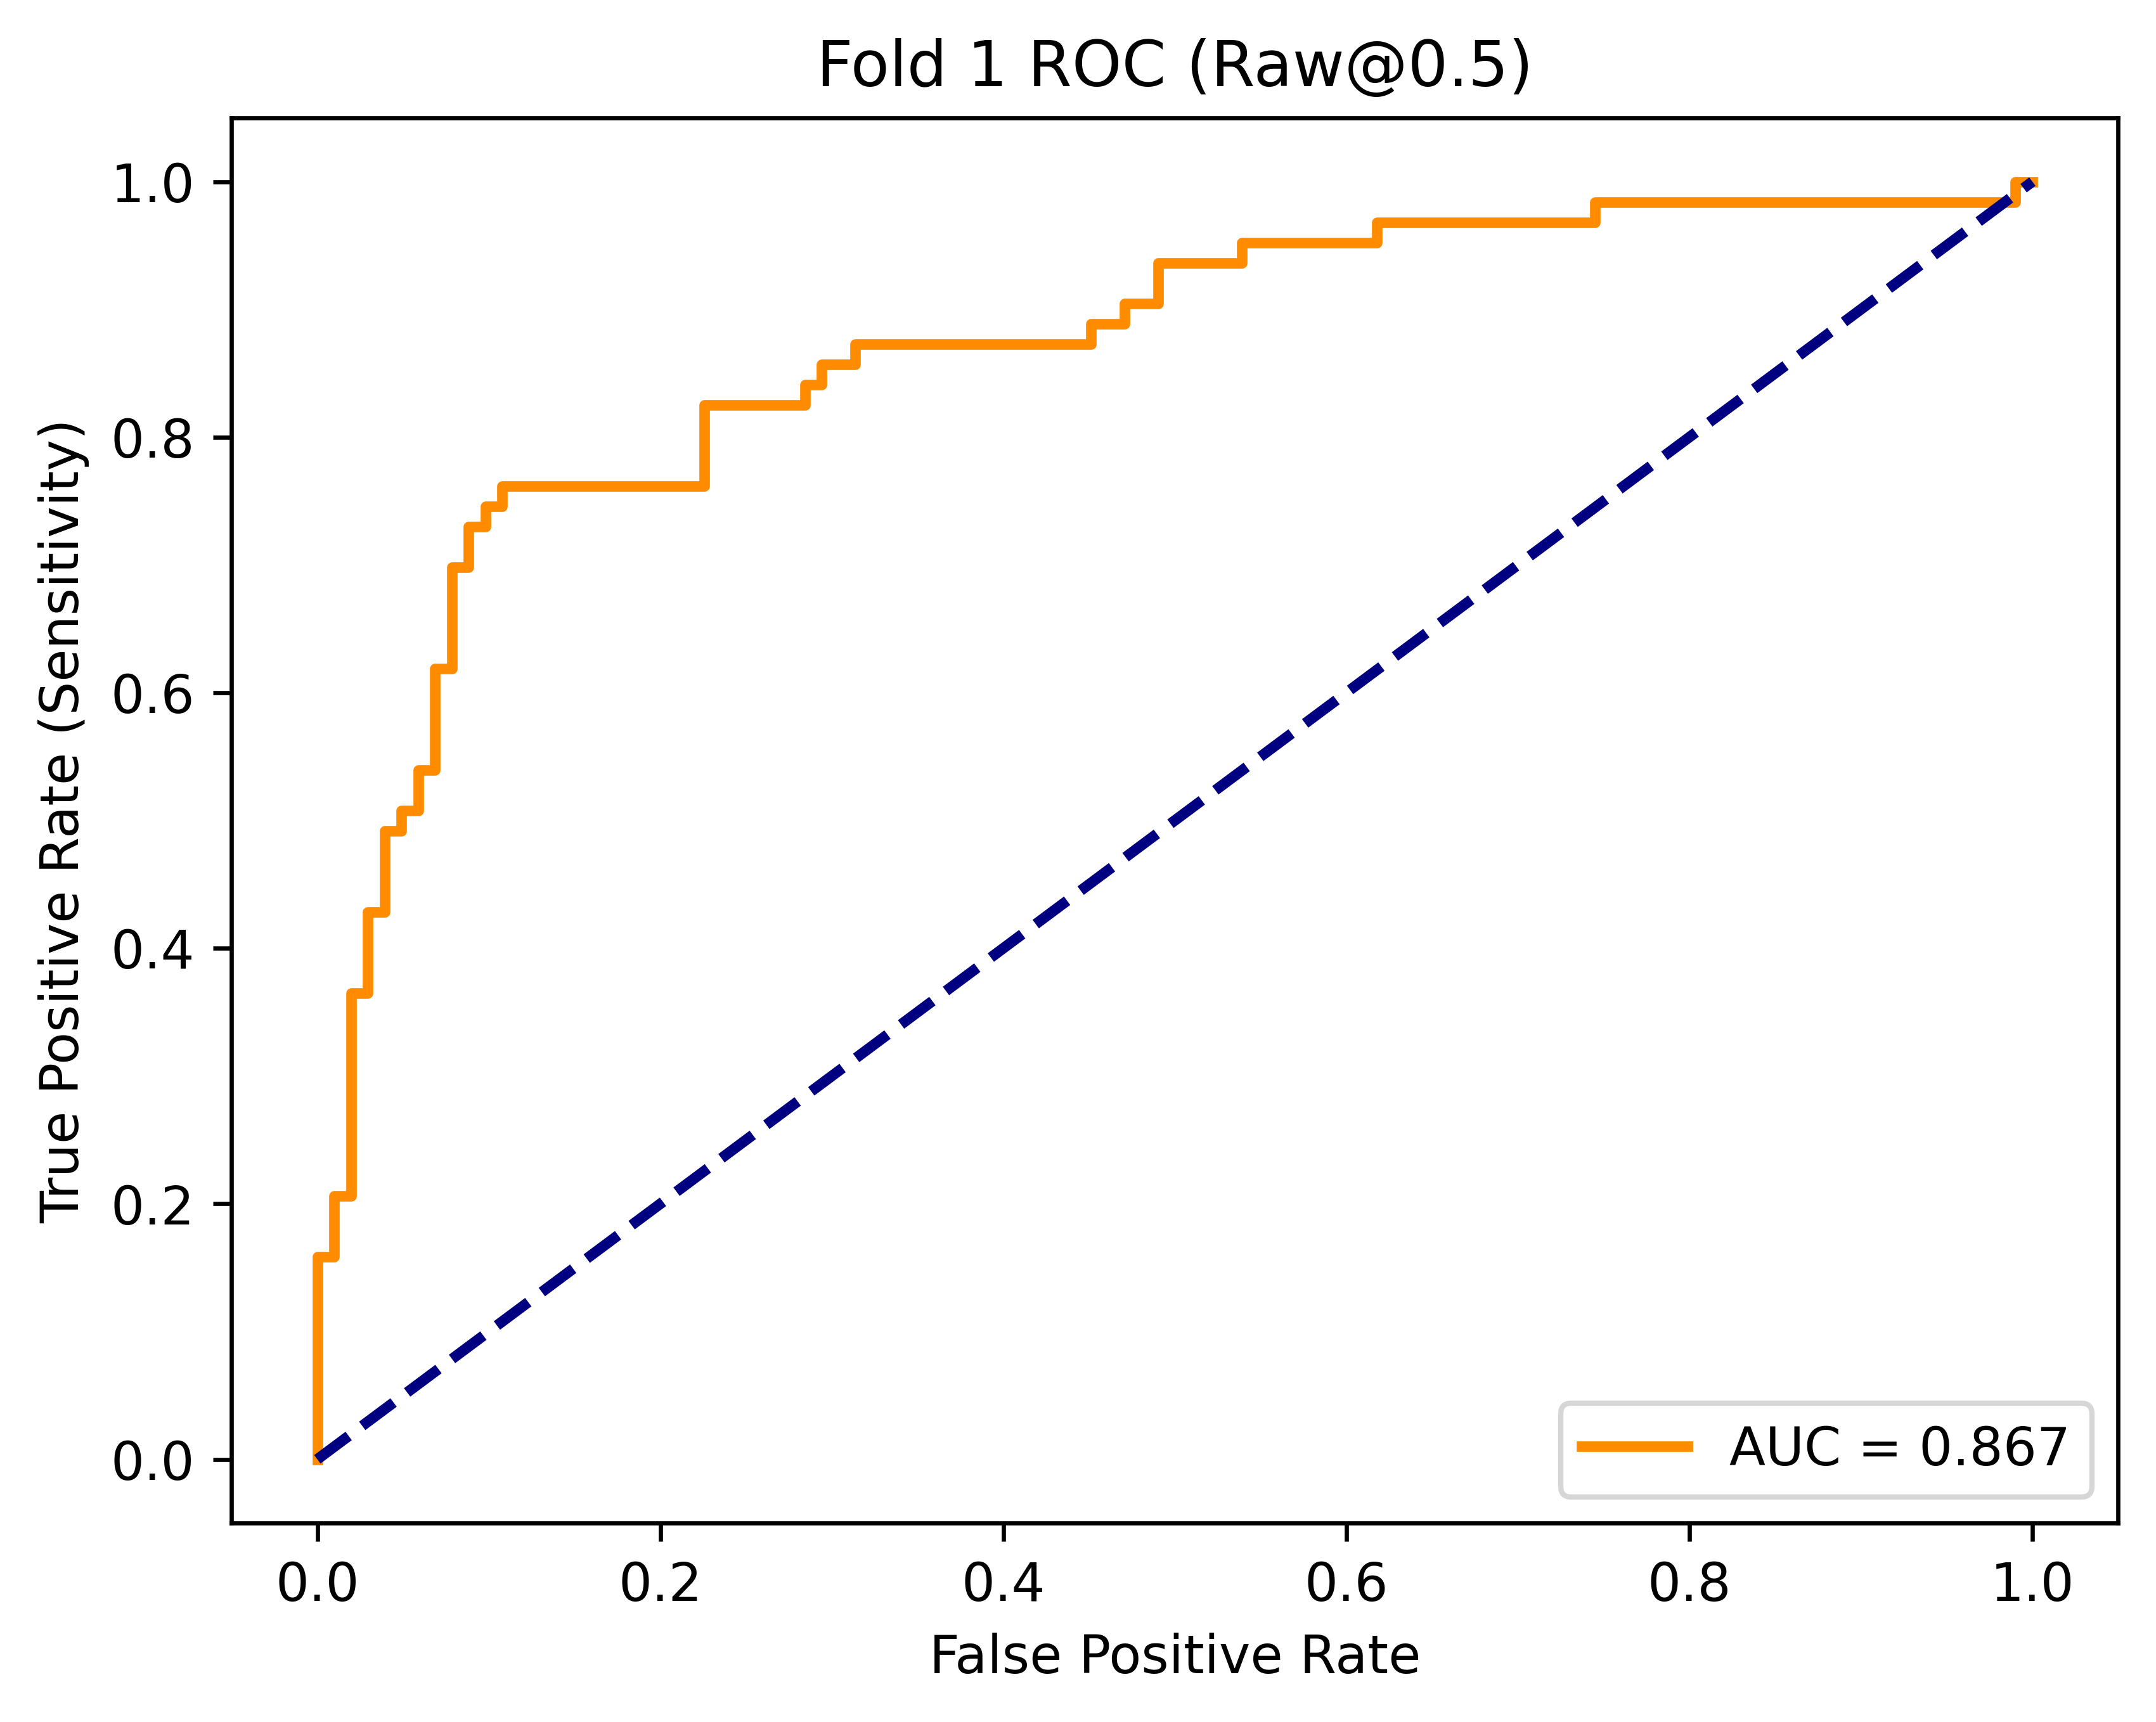 Fold 1 ROC (Raw@0.5)
True Positive Rate (Sensitivity)
1.0
0.8
0.6
0.4
0.2
0.0
AUC = 0.867
0.0 0.2 0.4 0.6 0.8 1.0
False Positive Rate